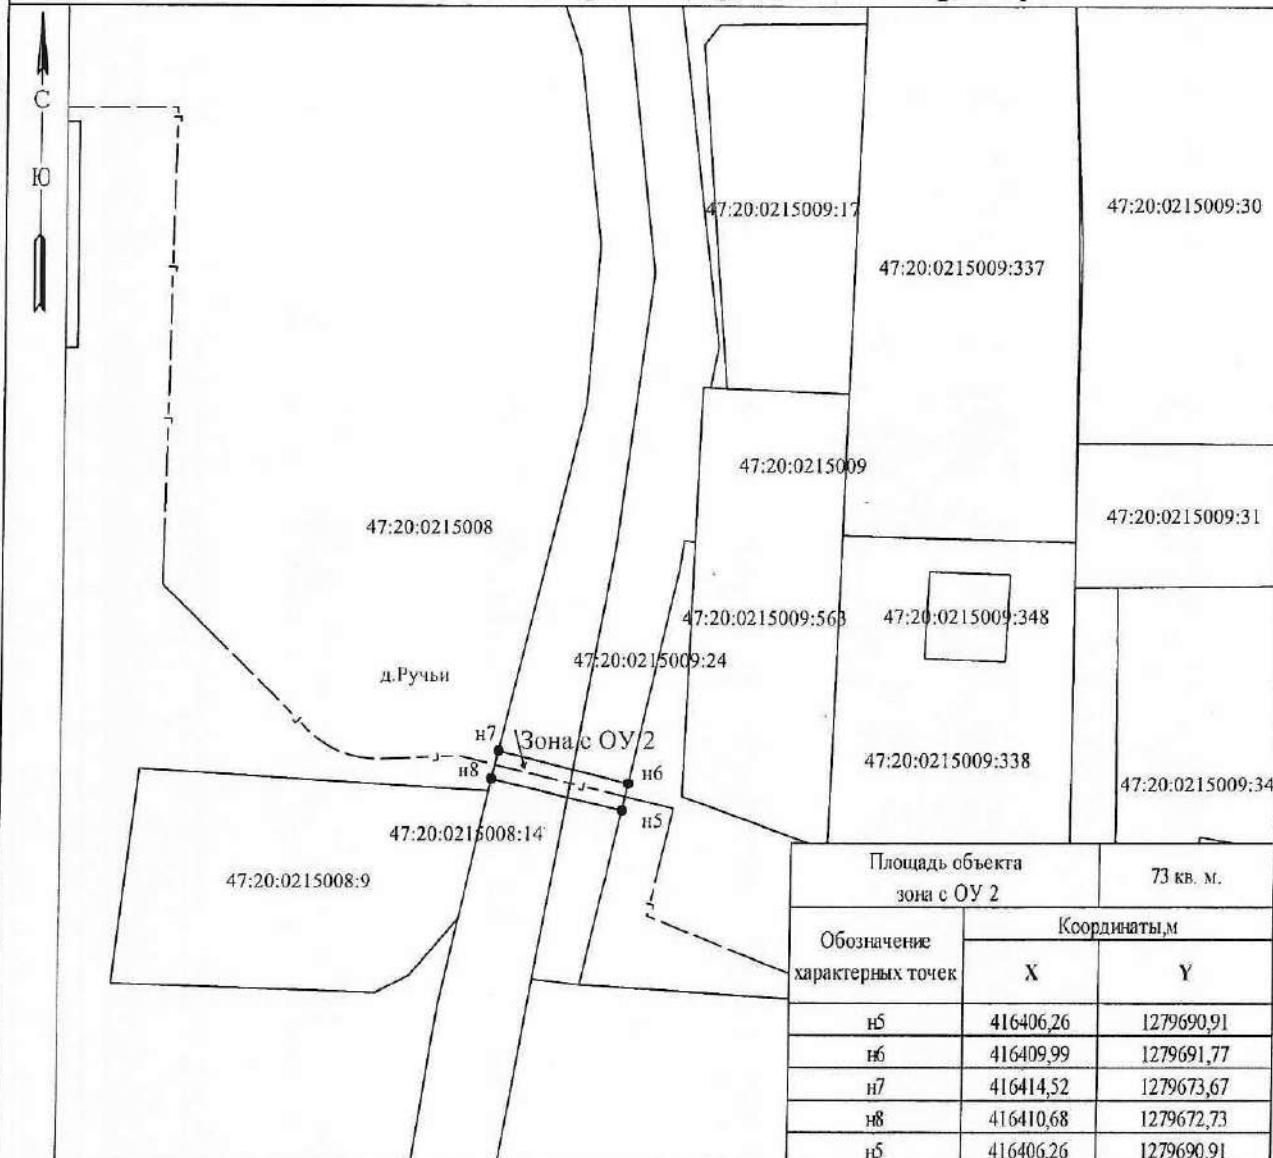 С
Ю
47:20:0215009:17
47:20:0215009:30
47:20:0215009:337
47:20:0215009
47:20:0215009:31
47:20:0215008
47:20:0215009:563
47:20:0215009:348
47:20:0215009:24
д.Ручьи
н7
Зона с ОУ 2
н8
н6
47:20:0215009:338
47:20:0215009:34
н5
47:20:0215008:14
47:20:0215008:9
Площадь объекта
зона с ОУ 2
73 кв. м.
Обозначение
характерных точек
Координаты,м
X
Y
н5 416406,26 1279690,91
н6 416409,99 1279691,77
н7 416414,52 1279673,67
н8 416410,68 1279672,73
н5 416406,26 1279690,91